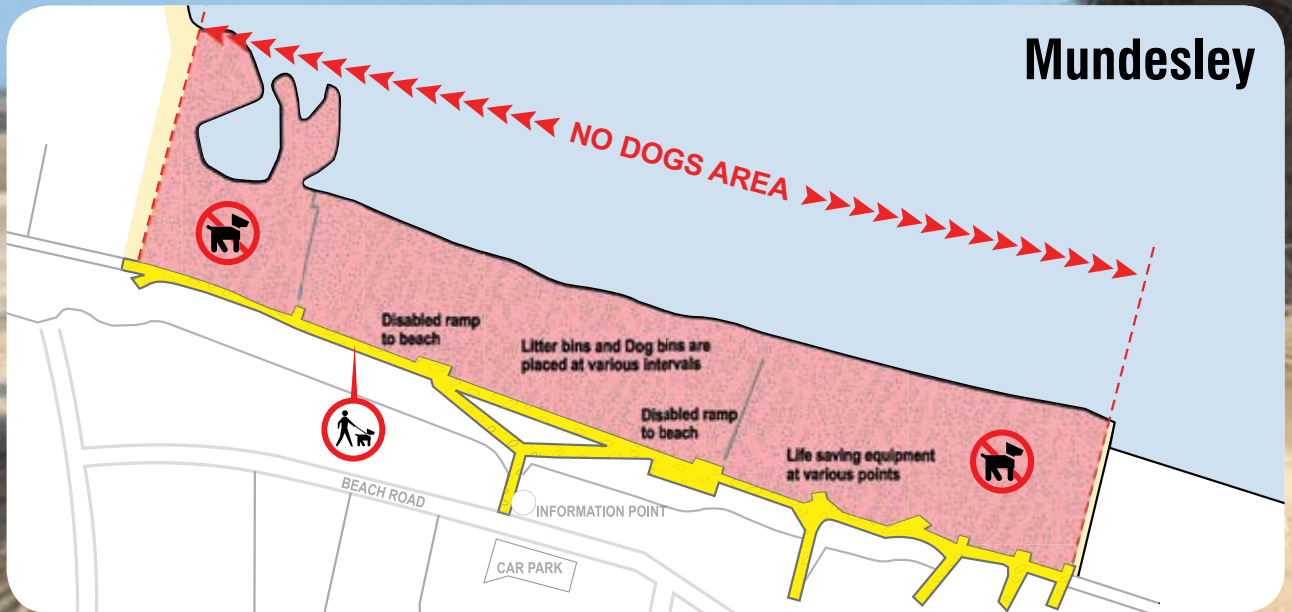 Mundesley
NO DOGS AREA
Disabled ramp
to beach
Litter bins and Dog bins are
placed at various intervals
Disabled ramp
to beach
Life saving equipment
at various points
BEACH ROAD
INFORMATION POINT
CAR PARK